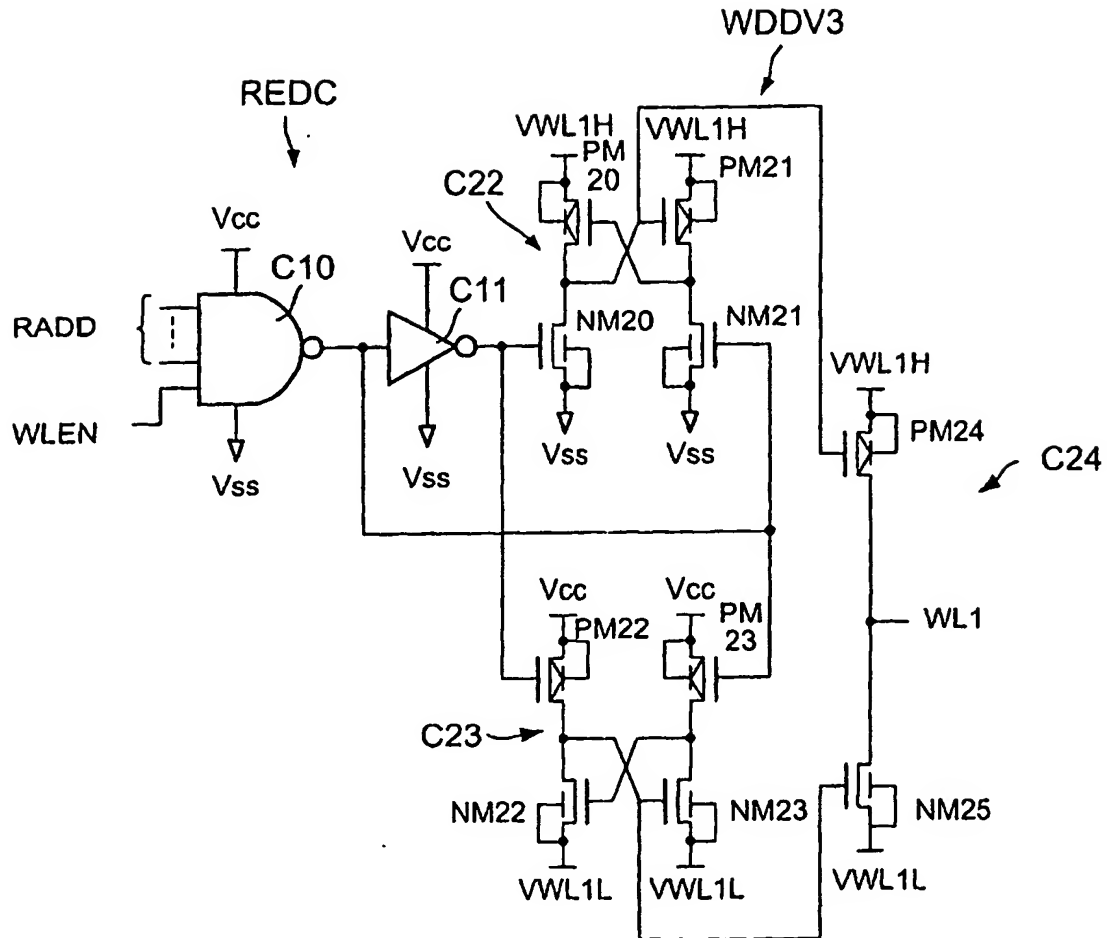 WDDV3
REDC
VWL1H
VWL1H
PM
20
PM21
C22
Vcc
Vcc
C10
C11
RADD
NM20
NM21
WLEN
VWL1H
PM24
Vss
Vss
Vss
Vss
C24
Vcc
Vcc
PM22
PM
23
WL1
C23
NM22
NM23
NM25
VWL1L
VWL1L
VWL1L